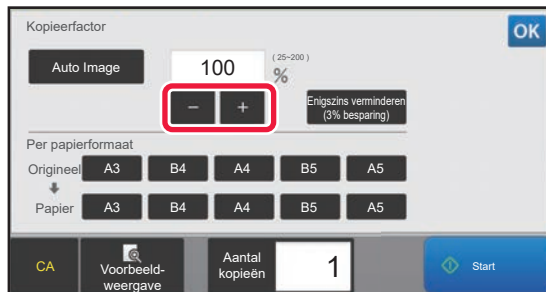 Kopieerfactor
OK
Auto Image
100
(25~200)
%
− +
Enigszins verminderen
(3% besparing)
Per papierformaat
Origineel A3 B4 A4 B5 A5
Papier A3 B4 A4 B5 A5
CA
Voorbeeld-
weergave
Aantal
kopieën
1
Start